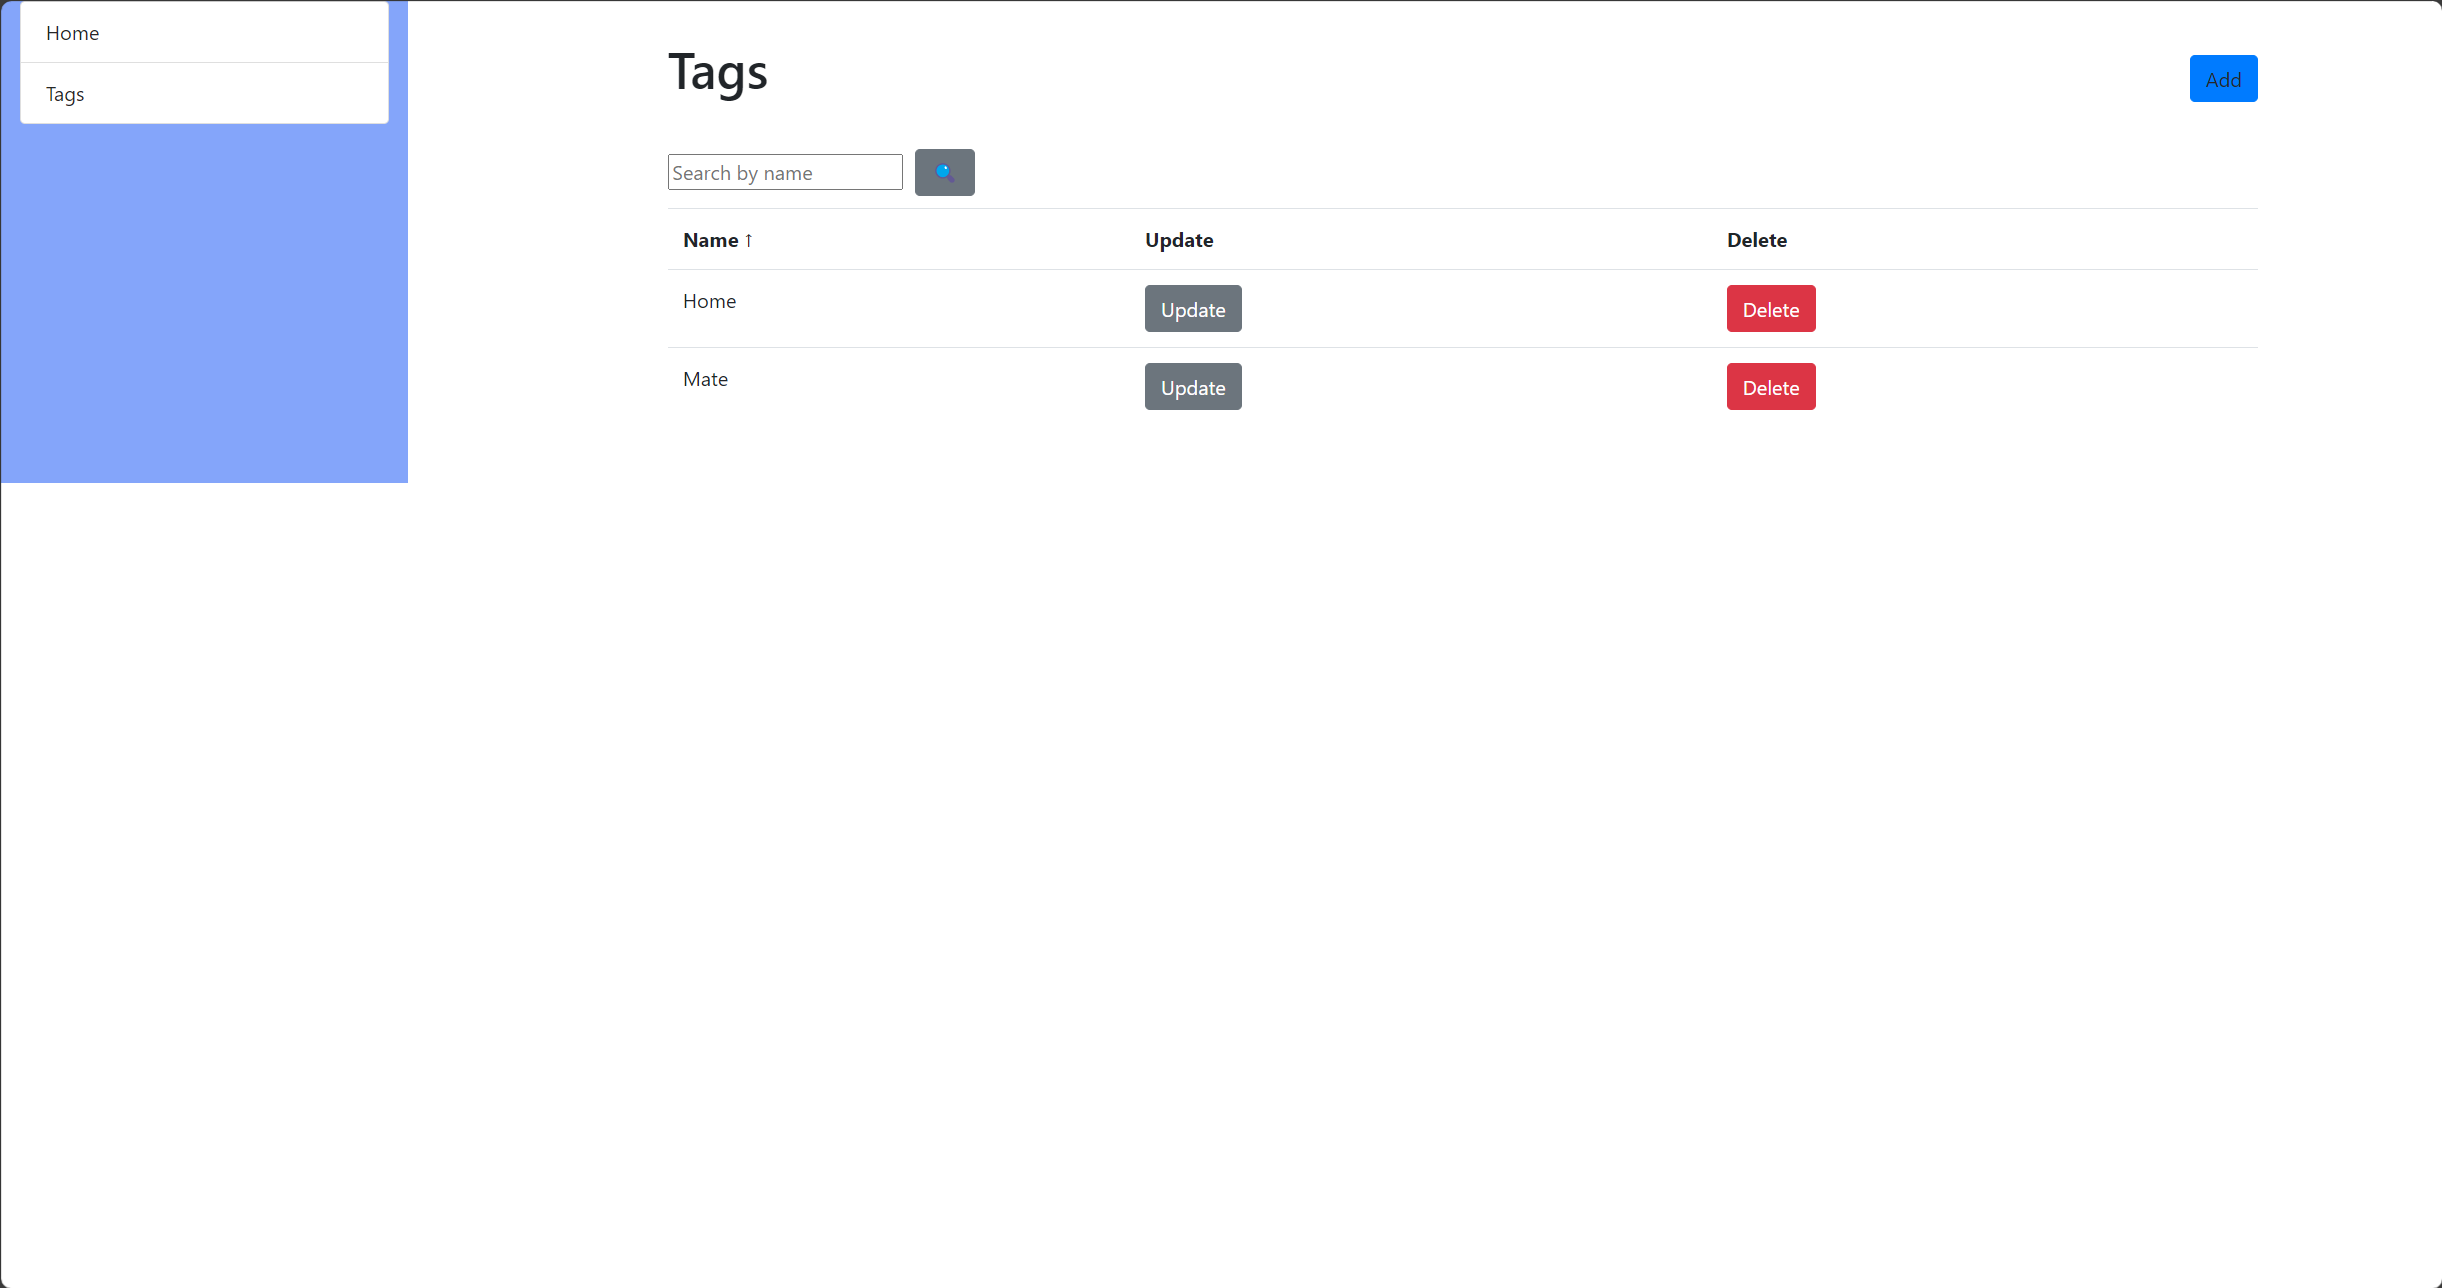 Home
Tags
Tags
Add
Search by name
Name ↑ Update Delete
Home Update Delete
Mate Update Delete